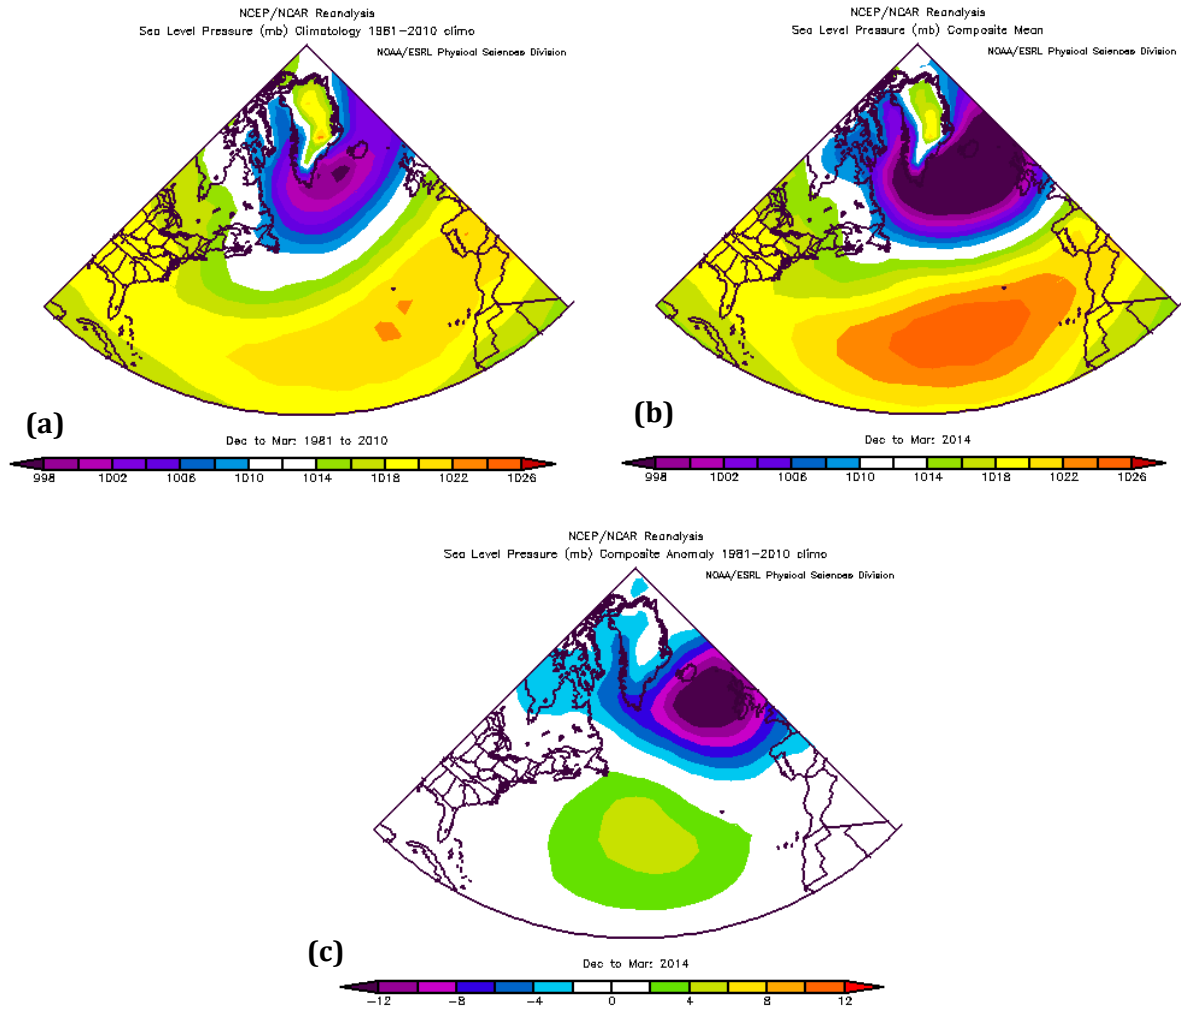 NCEP/NCAR Reanalysis
Sea Level Pressure (mb) Climatology 1981-2010 climo
NOAA/ESRL Physical Sciences Division
(a)
Dec to Mar: 1981 to 2010
998 1002 1006 1010 1014 1018 1022 1026
NCEP/NCAR Reanalysis
Sea Level Pressure (mb) Composite Mean
NOAA/ESRL Physical Sciences Division
(b)
Dec to Mar: 2014
998 1002 1006 1010 1014 1018 1022 1026
NCEP/NCAR Reanalysis
Sea Level Pressure (mb) Composite Anomaly 1981-2010 climo
NOAA/ESRL Physical Sciences Division
(c)
Dec to Mar: 2014
-12 -8 -4 0 4 8 12